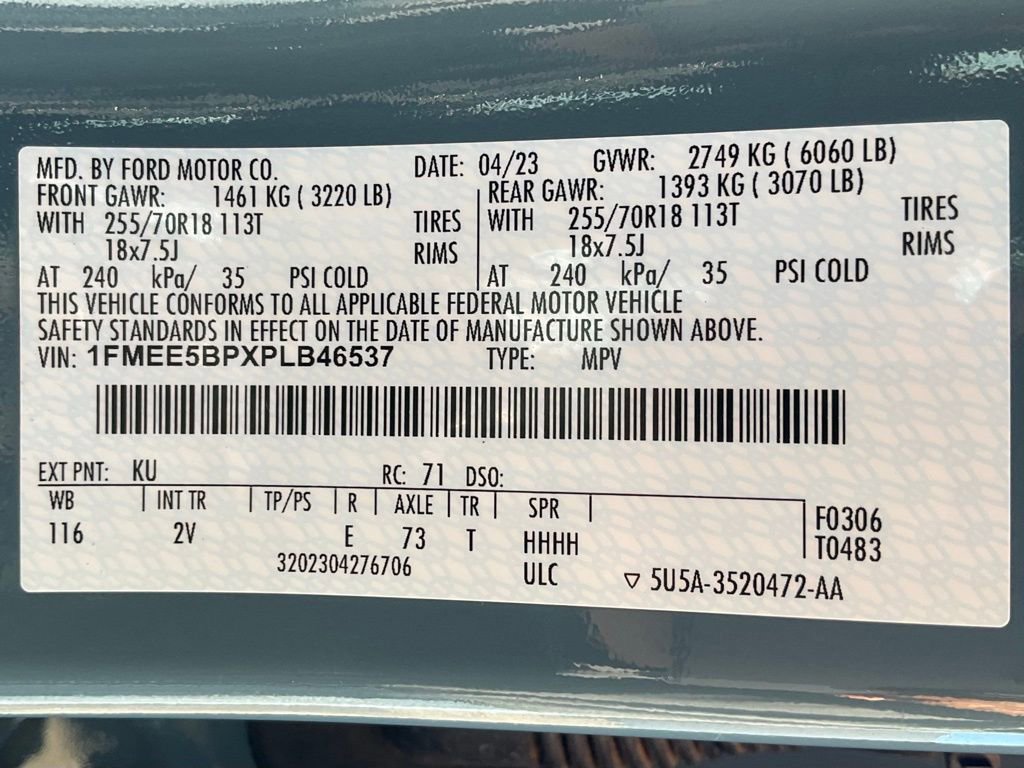 MFD. BY FORD MOTOR CO. DATE: 04/23 GVWR: 2749 KG ( 6060 LB)
FRONT GAWR: 1461 KG ( 3220 LB) REAR GAWR: 1393 KG ( 3070 LB)
WITH 255/70R18 113T TIRES WITH 255/70R18 113T TIRES
18x7.5J RIMS 18x7.5J RIMS
AT 240 kPa/ 35 PSI COLD AT 240 kPa/ 35 PSI COLD
THIS VEHICLE CONFORMS TO ALL APPLICABLE FEDERAL MOTOR VEHICLE
SAFETY STANDARDS IN EFFECT ON THE DATE OF MANUFACTURE SHOWN ABOVE.
VIN: 1FMEE5BPXPLB46537 TYPE: MPV
EXT PNT: KU RC: 71 DSO:
WB INT TR TP/PS R AXLE TR SPR F0306
116 2V E 73 T HHHH T0483
3202304276706 ULC ▽ 5U5A-3520472-AA